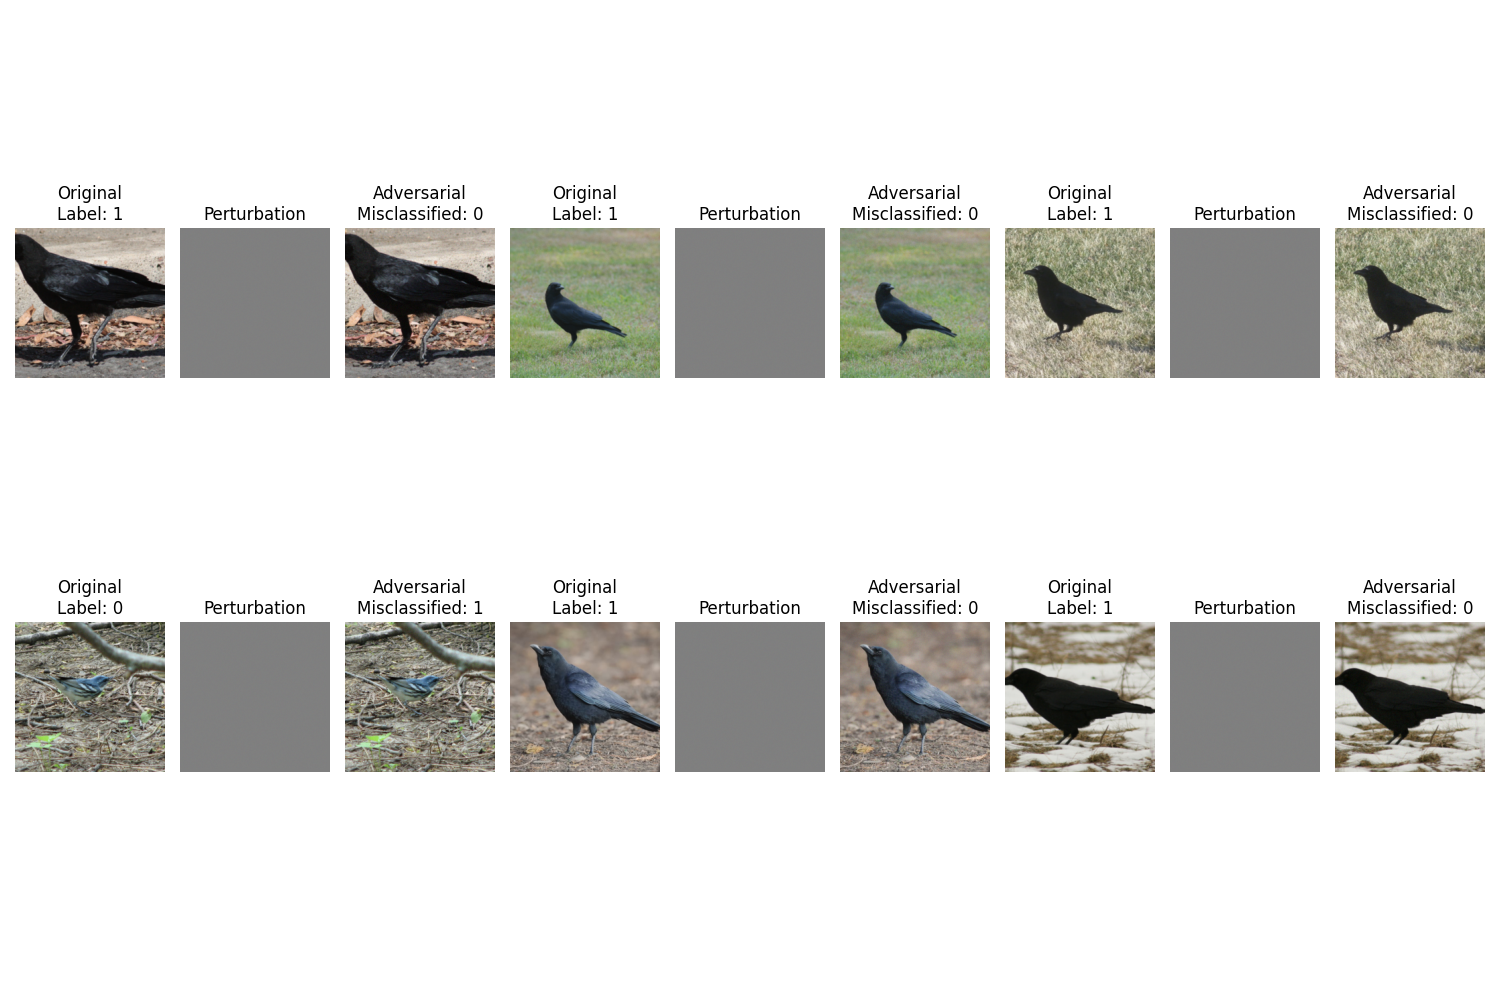 Original
Label: 1
Perturbation
Adversarial
Misclassified: 0
Original
Label: 1
Perturbation
Adversarial
Misclassified: 0
Original
Label: 1
Perturbation
Adversarial
Misclassified: 0
Original
Label: 0
Perturbation
Adversarial
Misclassified: 1
Original
Label: 1
Perturbation
Adversarial
Misclassified: 0
Original
Label: 1
Perturbation
Adversarial
Misclassified: 0